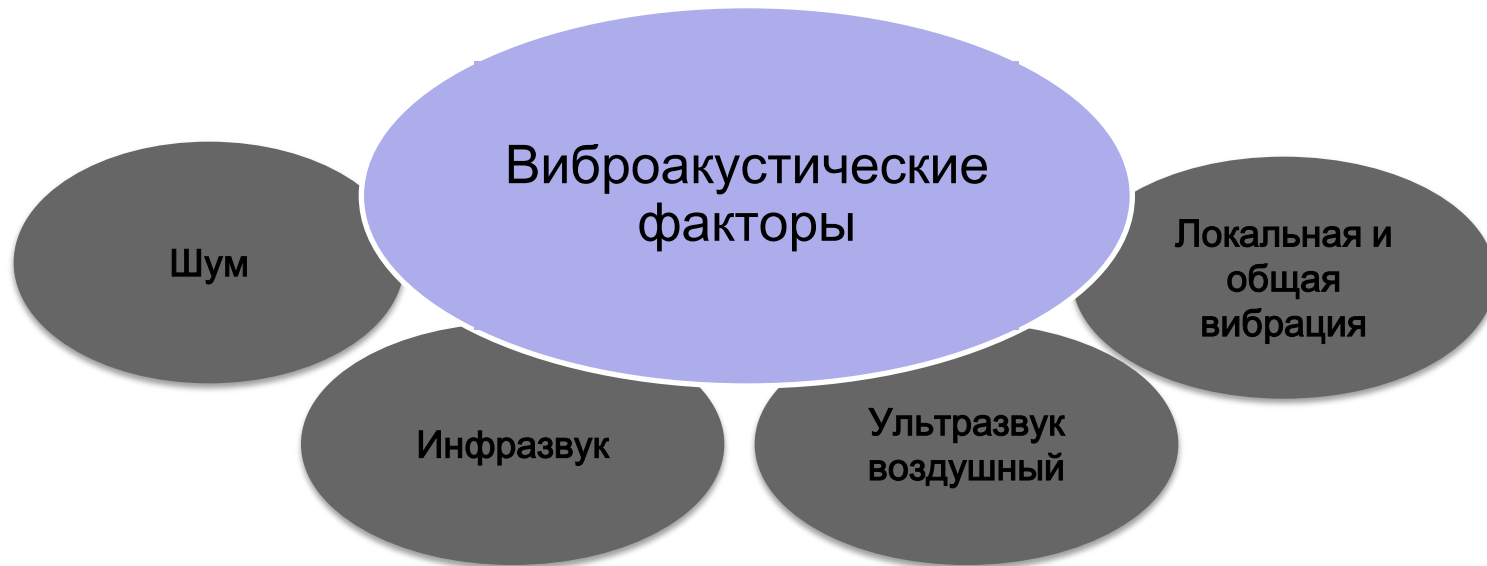 Виброакустические
факторы
Шум
Инфразвук
Ультразвук
воздушный
Локальная и
общая
вибрация